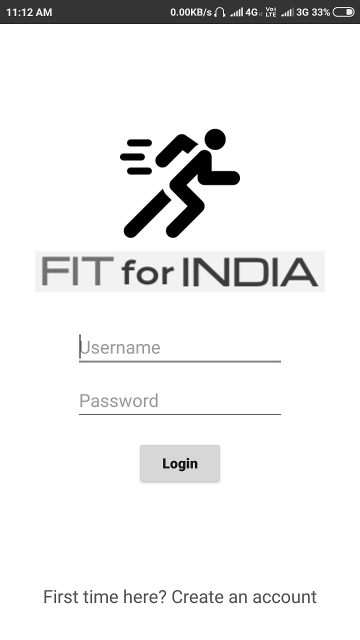 11:12 AM 0.00KB/s 4G Vo) LTE 3G 33%
FIT for INDIA
Username
Password
Login
First time here? Create an account